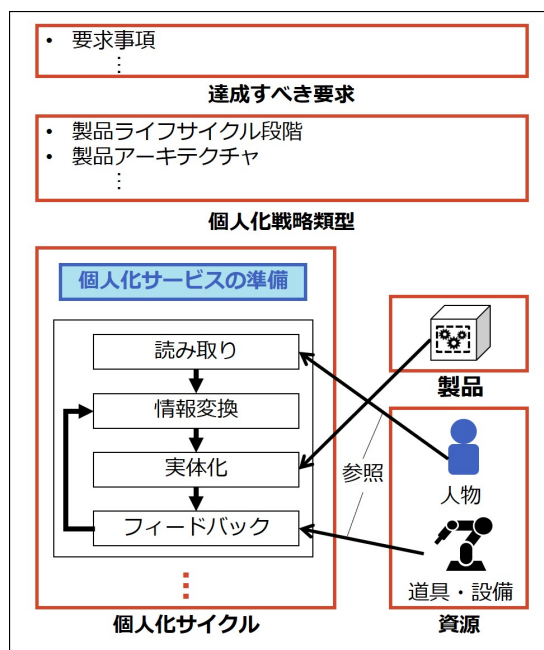 • 要求事項
⋮
達成すべき要求
• 製品ライフサイクル段階
• 製品アーキテクチャ
⋮
個人化戦略類型
個人化サービスの準備
読み取り
情報変換
実体化
フィードバック
⋮
個人化サイクル
製品
参照
人物
道具・設備
資源